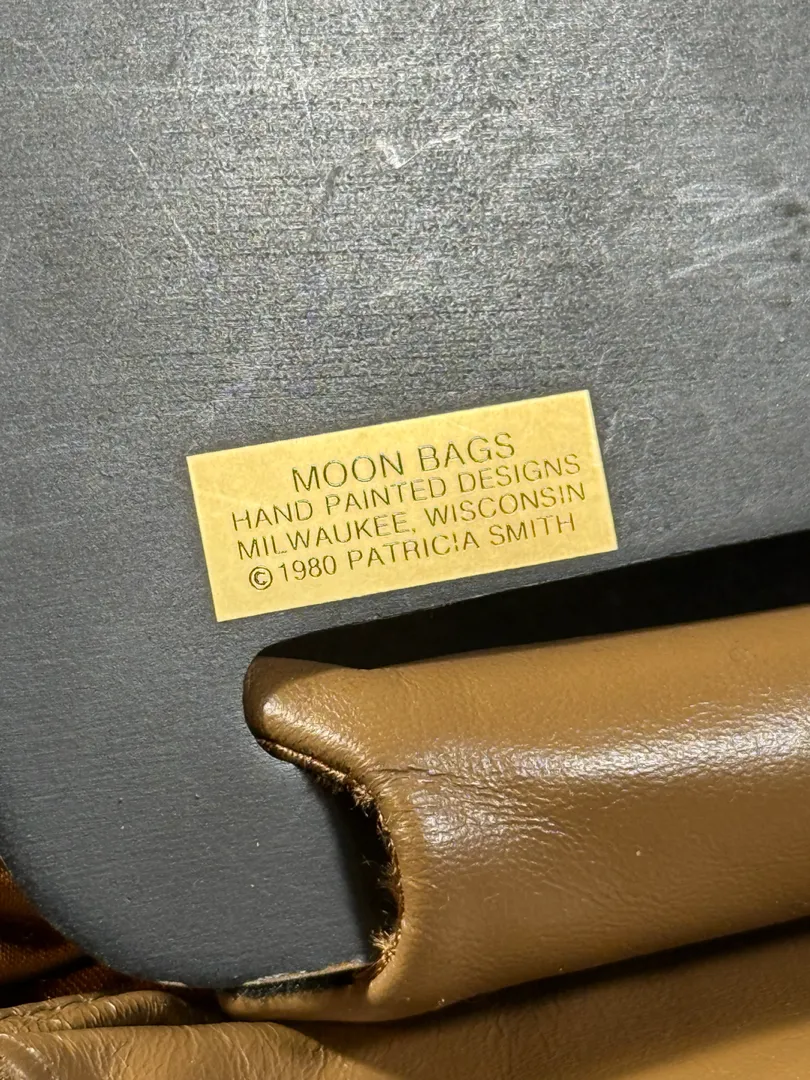 MOON BAGS
HAND PAINTED DESIGNS
MILWAUKEE, WISCONSIN
©1980 PATRICIA SMITH